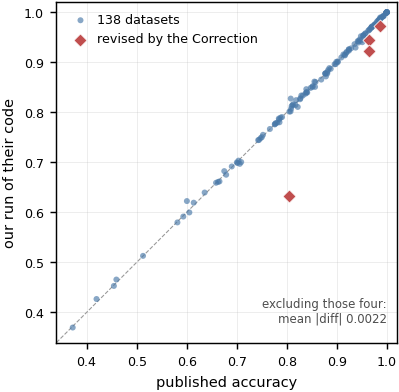 138 datasets
revised by the Correction
our run of their code
1.0
0.9
0.8
0.7
0.6
0.5
0.4
excluding those four:
mean |diff| 0.0022
0.4 0.5 0.6 0.7 0.8 0.9 1.0
published accuracy